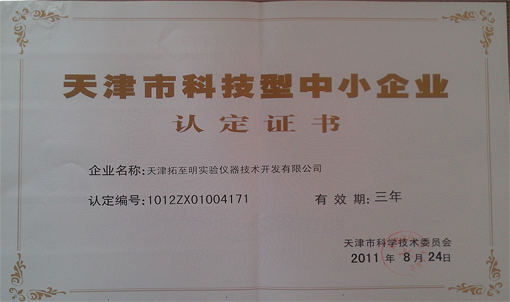 天津市科技型中小企业
认定证书
企业名称：天津拓至明实验仪器技术开发有限公司
认定编号：1012ZX01004171 有效期：三年
天津市科学技术委员会
2011 年 8 月 24日